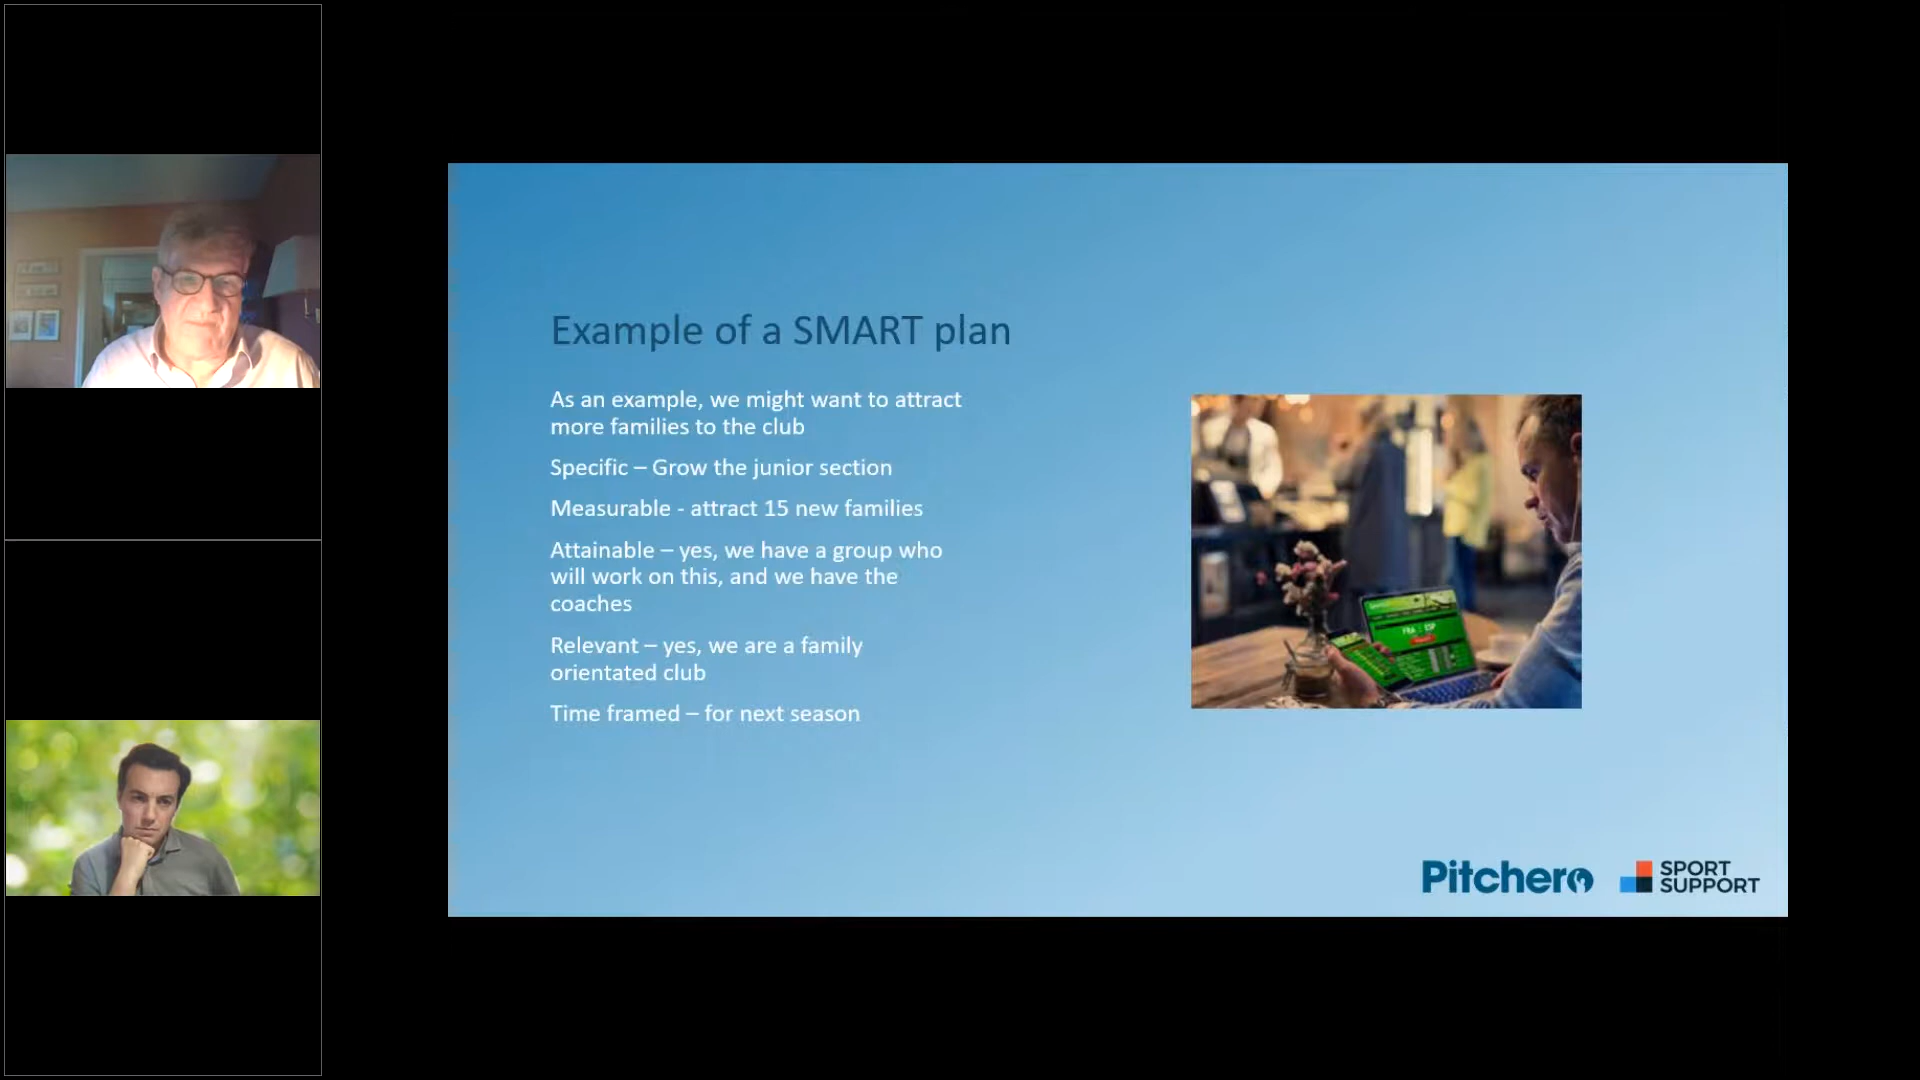 Example of a SMART plan
As an example, we might want to attract
more families to the club
Specific – Grow the junior section
Measurable - attract 15 new families
Attainable – yes, we have a group who
will work on this, and we have the
coaches
Relevant – yes, we are a family
orientated club
Time framed – for next season
FRA ESP
Pitchero
SPORT
SUPPORT